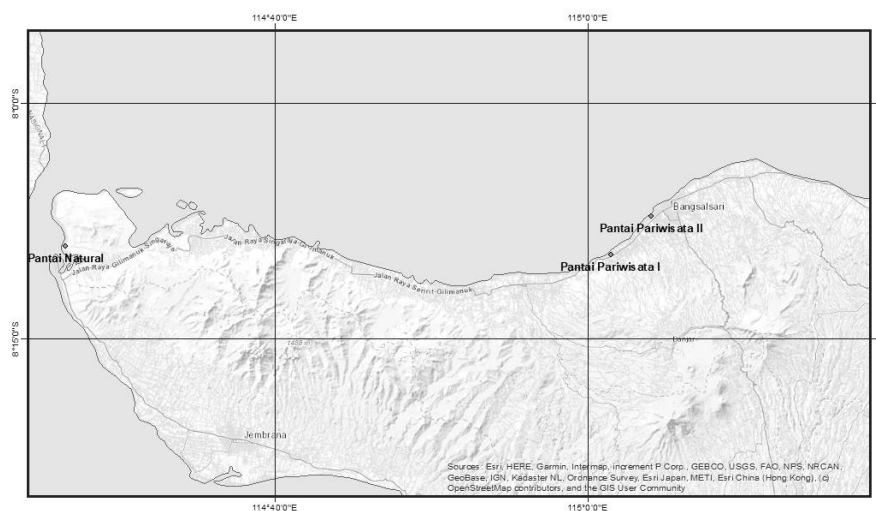 114°40'0"E 115°0'0"E
8°0'0"S
NASIONAL 1
Bangsalsari
Pantai Pariwisata II
Pantai Natural
Jalan Raya Gilimanuk-Singaraja
Jalan Raya Singaraja-Gilimanuk
Pantai Pariwisata I
Jalan Raya Seririt-Gilimanuk
8°15'0"S
Banjar
Jembrana
Sources: Esri, HERE, Garmin, Intermap, increment P Corp., GEBCO, USGS, FAO, NPS, NRCAN,
GeoBase, IGN, Kadaster NL, Ordnance Survey, Esri Japan, METI, Esri China (Hong Kong), (c)
OpenStreetMap contributors, and the GIS User Community
114°40'0"E 115°0'0"E